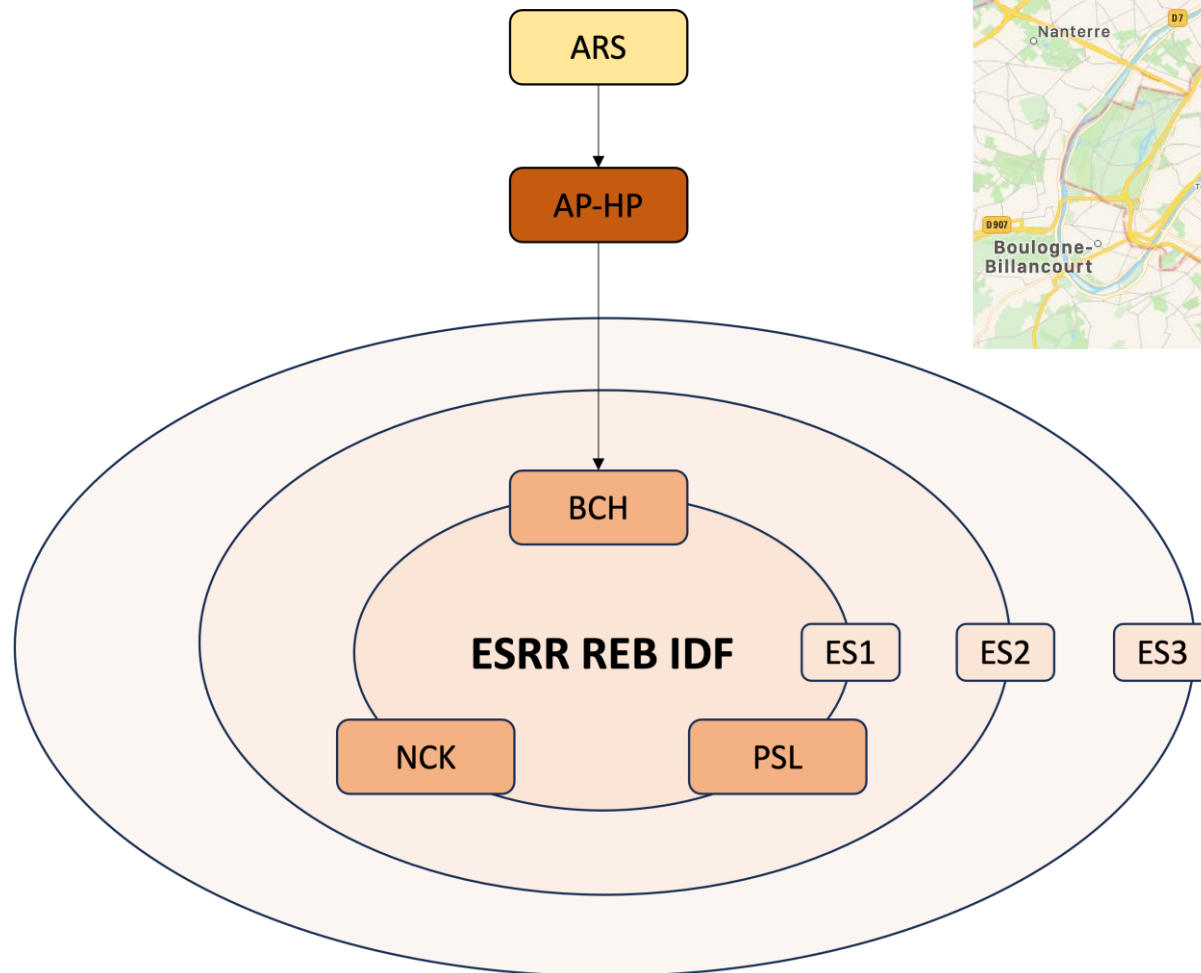 ARS
D7
Nanterre
AP-HP
D907
Boulogne-
Billancourt
BCH
ESRR REB IDF
ES1
ES2
ES3
NCK
PSL